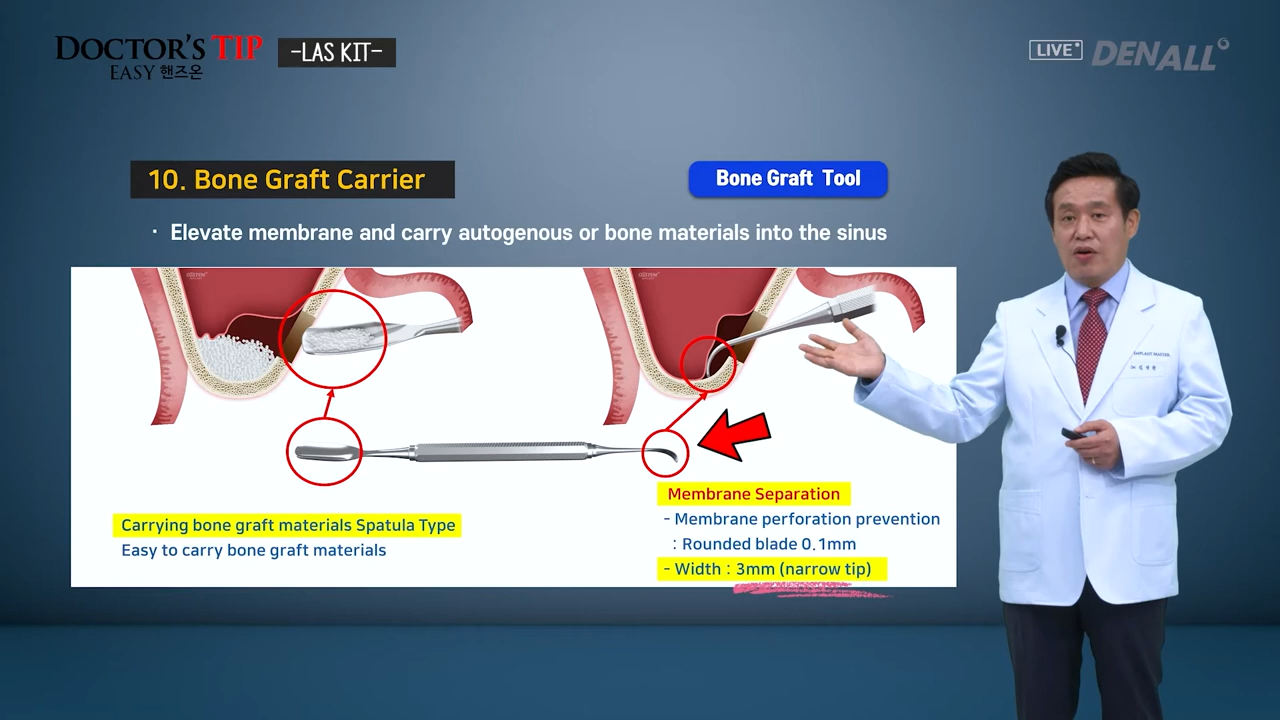 DOCTOR'S TIP
EASY 핸즈온
-LAS KIT-
LIVE
DENALL
10. Bone Graft Carrier
Bone Graft Tool
· Elevate membrane and carry autogenous or bone materials into the sinus
Carrying bone graft materials Spatula Type
Easy to carry bone graft materials
Membrane Separation
- Membrane perforation prevention
: Rounded blade 0.1mm
- Width : 3mm (narrow tip)
IMPLANT MASTER